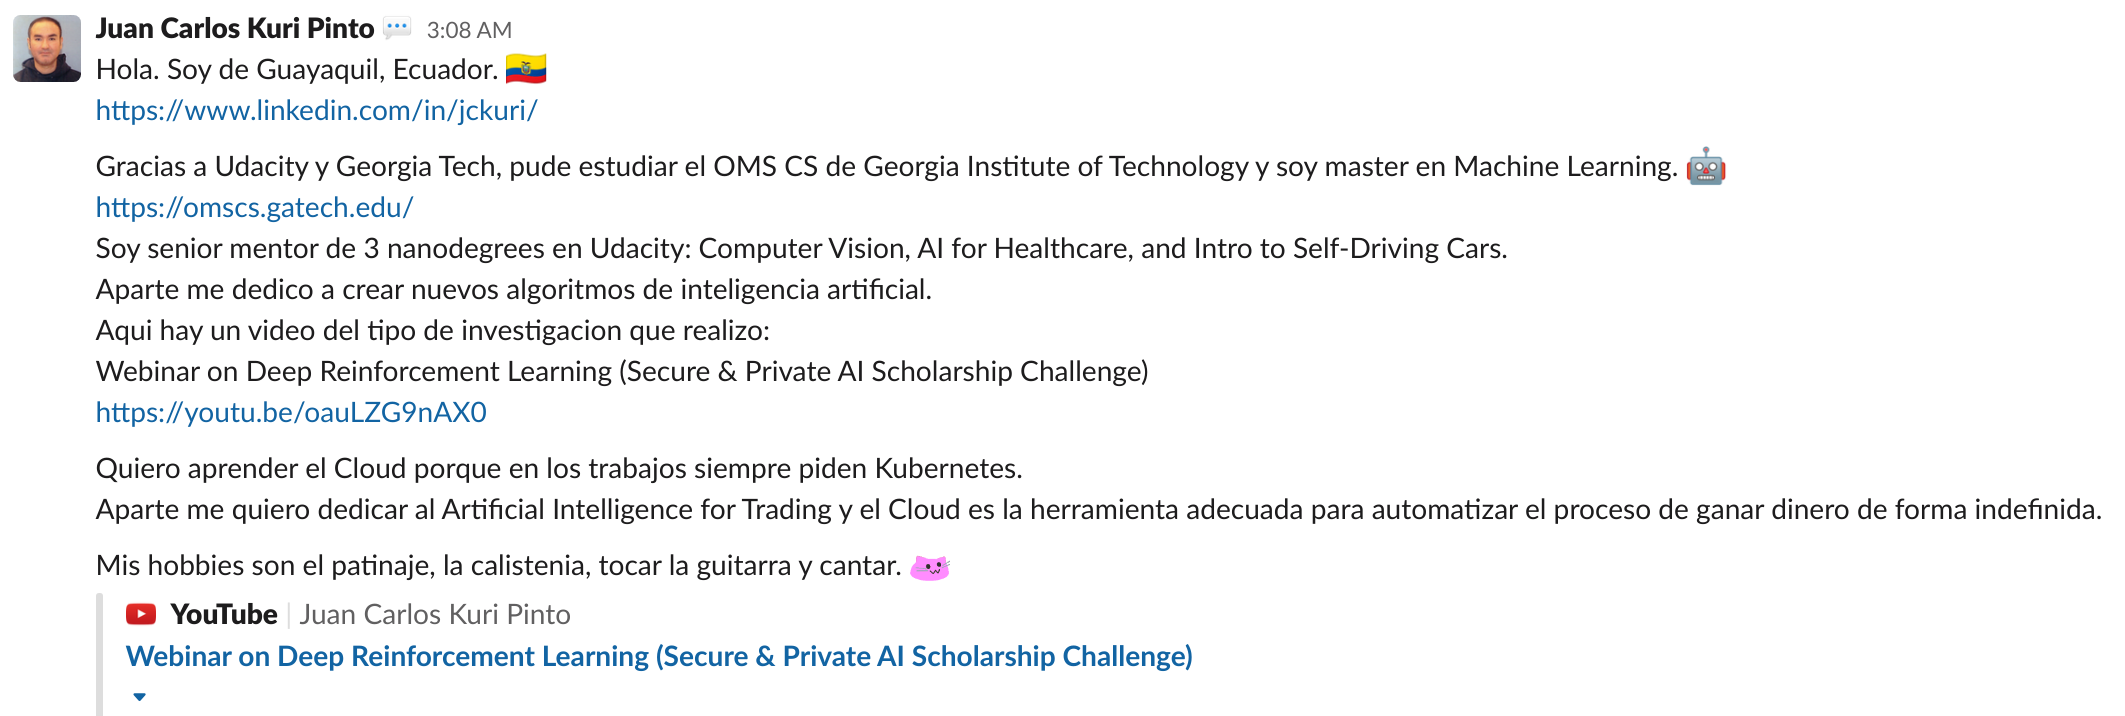 Juan Carlos Kuri Pinto 3:08 AM
Hola. Soy de Guayaquil, Ecuador. 🇪🇨
https://www.linkedin.com/in/jckuri/
Gracias a Udacity y Georgia Tech, pude estudiar el OMS CS de Georgia Institute of Technology y soy master en Machine Learning. 🤖
https://omscs.gatech.edu/
Soy senior mentor de 3 nanodegrees en Udacity: Computer Vision, AI for Healthcare, and Intro to Self-Driving Cars.
Aparte me dedico a crear nuevos algoritmos de inteligencia artificial.
Aqui hay un video del tipo de investigacion que realizo:
Webinar on Deep Reinforcement Learning (Secure & Private AI Scholarship Challenge)
https://youtu.be/oauLZG9nAX0
Quiero aprender el Cloud porque en los trabajos siempre piden Kubernetes.
Aparte me quiero dedicar al Artificial Intelligence for Trading y el Cloud es la herramienta adecuada para automatizar el proceso de ganar dinero de forma indefinida.
Mis hobbies son el patinaje, la calistenia, tocar la guitarra y cantar.
YouTube | Juan Carlos Kuri Pinto
Webinar on Deep Reinforcement Learning (Secure & Private AI Scholarship Challenge)